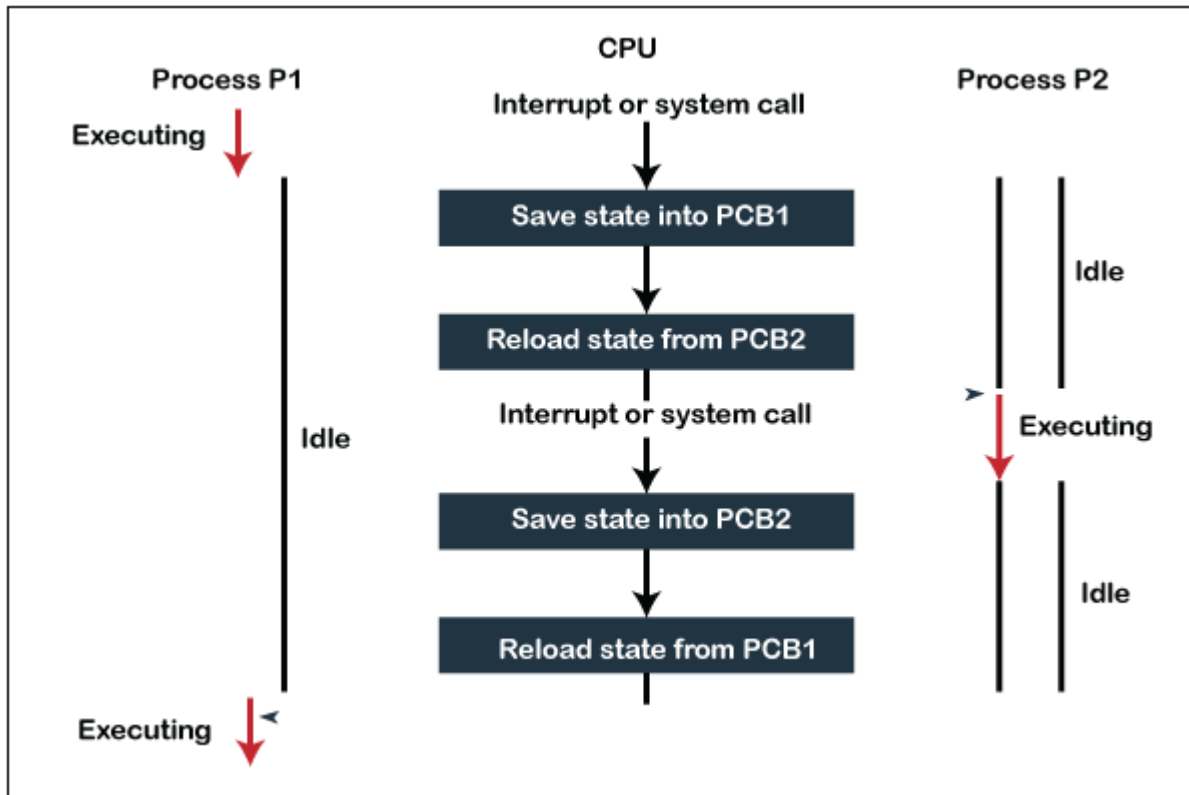 CPU
Process P1
Process P2
Interrupt or system call
Executing
Save state into PCB1
Idle
Reload state from PCB2
Interrupt or system call
Executing
Idle
Save state into PCB2
Idle
Reload state from PCB1
Executing